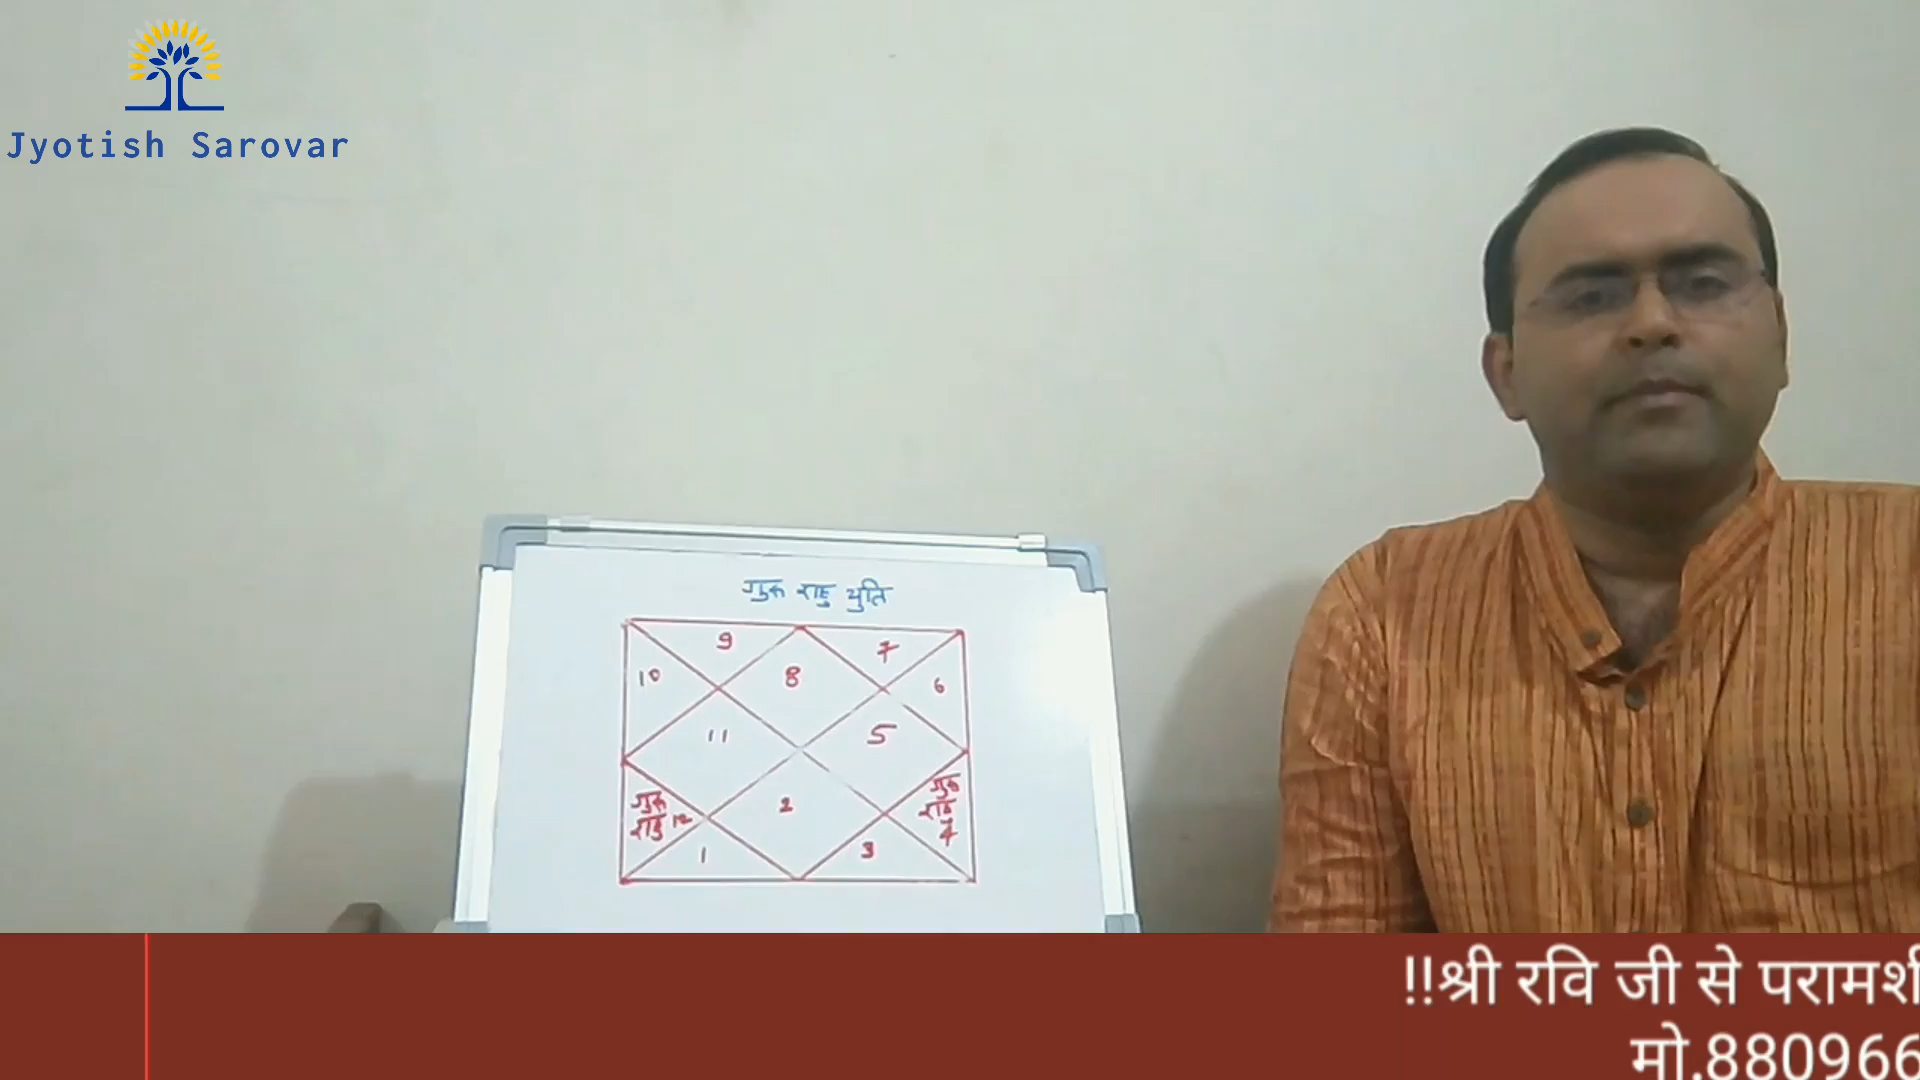 Jyotish Sarovar
गुरू राहु युति
9
7
10
8
6
11
5
गुरू
राहु 12
2
गुरू
राहु
4
1
3
!!श्री रवि जी से परामर्श
मो.880966